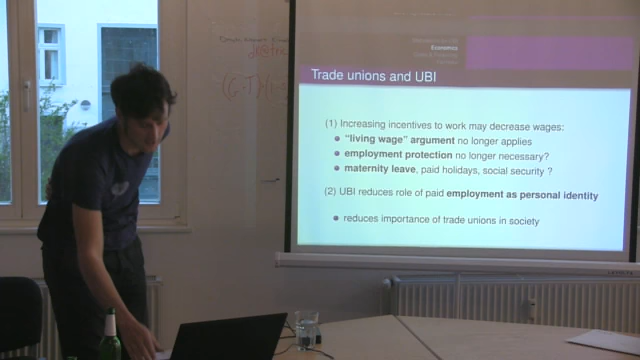 Economics
Trade unions and UBI
(1) Increasing incentives to work may decrease wages:
"living wage" argument no longer applies
employment protection no longer necessary?
maternity leave, paid holidays, social security ?
(2) UBI reduces role of paid employment as personal identity
reduces importance of trade unions in society